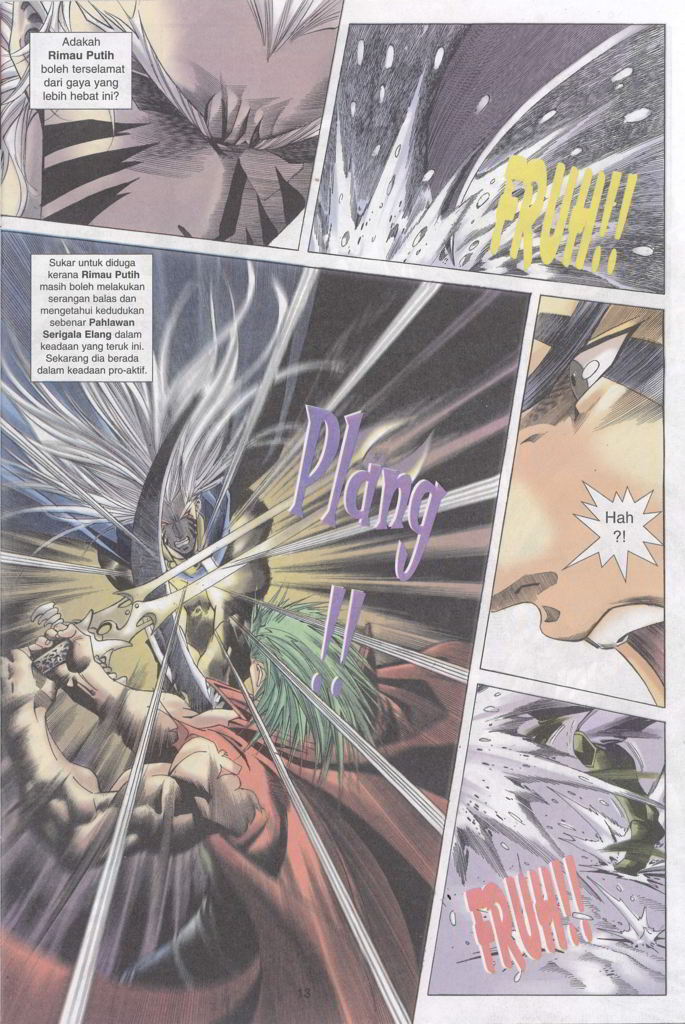 Adakah
Rimau Putih
boleh terselamat
dari gaya yang
lebih hebat ini?
FRUH!!
Sukar untuk diduga
kerana Rimau Putih
masih boleh melakukan
serangan balas dan
mengetahui kedudukan
sebenar Pahlawan
Serigala Elang dalam
keadaan yang teruk ini.
Sekarang dia berada
dalam keadaan pro-aktif.
Plang
!!
Hah
?!
FRUH!!
13